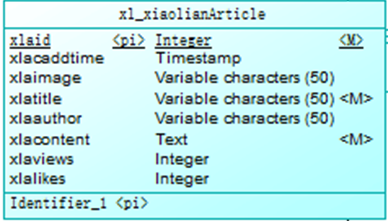 xl_xiaolianArticle
xlaid <pi> Integer <M>
xlacaddtime Timestamp
xlaimage Variable characters (50)
xlatitle Variable characters (50) <M>
xlaauthor Variable characters (50)
xlacontent Text <M>
xlaviews Integer
xlalikes Integer
Identifier_1 <pi>